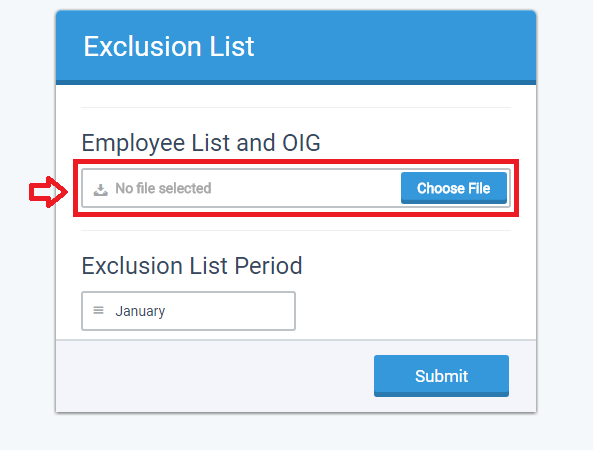 Exclusion List
Employee List and OIG
No file selected
Choose File
Exclusion List Period
January
Submit